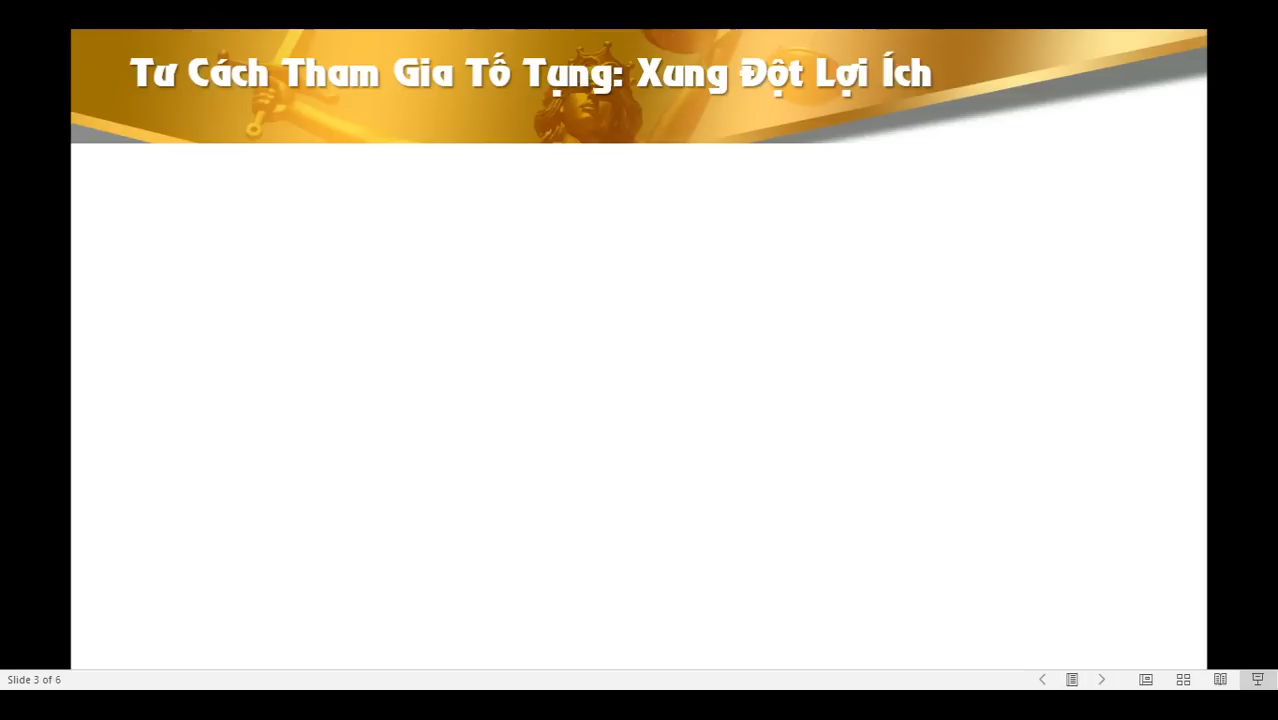 Tư Cách Tham Gia Tố Tụng: Xung Đột Lợi Ích
Slide 3 of 6